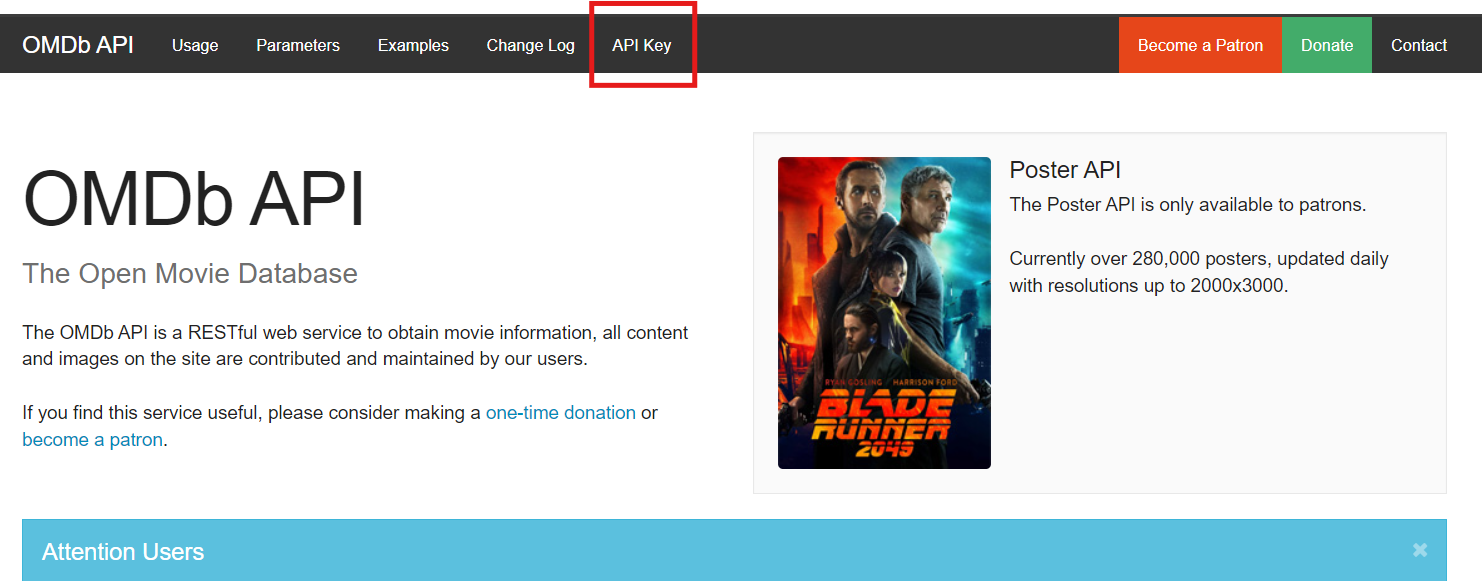 OMDb API Usage Parameters Examples Change Log API Key Become a Patron Donate Contact
OMDb API
The Open Movie Database
The OMDb API is a RESTful web service to obtain movie information, all content
and images on the site are contributed and maintained by our users.
If you find this service useful, please consider making a one-time donation or
become a patron.
Poster API
The Poster API is only available to patrons.
Currently over 280,000 posters, updated daily
with resolutions up to 2000x3000.
RYAN GOSLING / HARRISON FORD
BLADE
RUNNER
2049
Attention Users